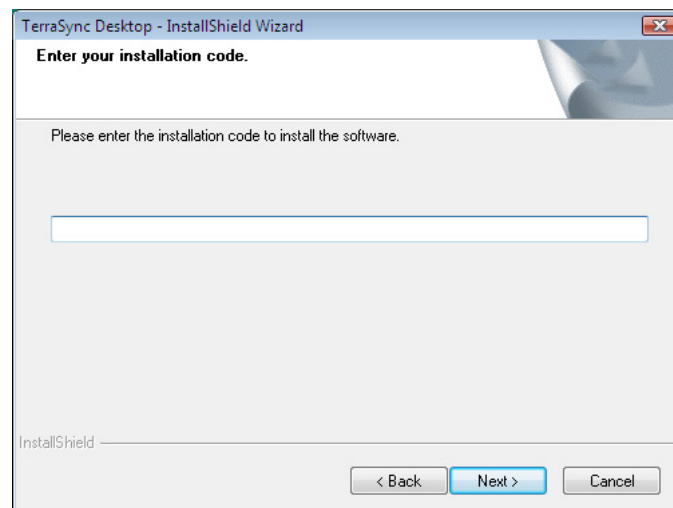 TerraSync Desktop - InstallShield Wizard
Enter your installation code.
Please enter the installation code to install the software.
InstallShield
< Back
Next >
Cancel